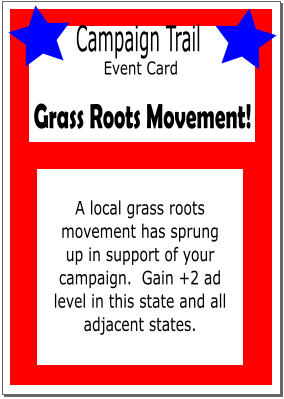 Campaign Trail
Event Card
Grass Roots Movement!
A local grass roots
movement has sprung
up in support of your
campaign.  Gain +2 ad
level in this state and all
adjacent states.